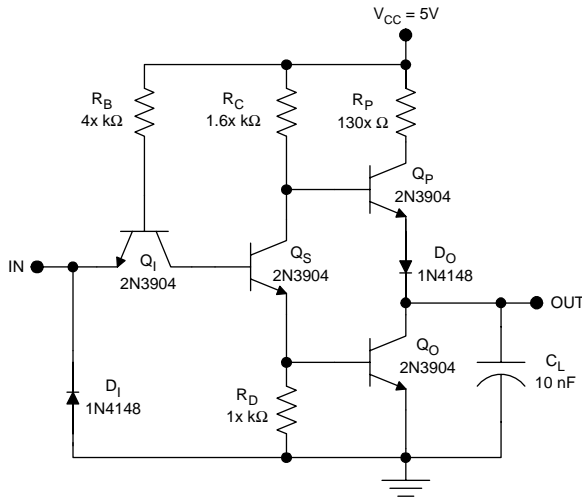 V_CC = 5V
R_B
4x kΩ
R_C
1.6x kΩ
R_P
130x Ω
Q_P
2N3904
IN
Q_I
2N3904
Q_S
2N3904
D_O
1N4148
OUT
D_I
1N4148
R_D
1x kΩ
Q_O
2N3904
C_L
10 nF